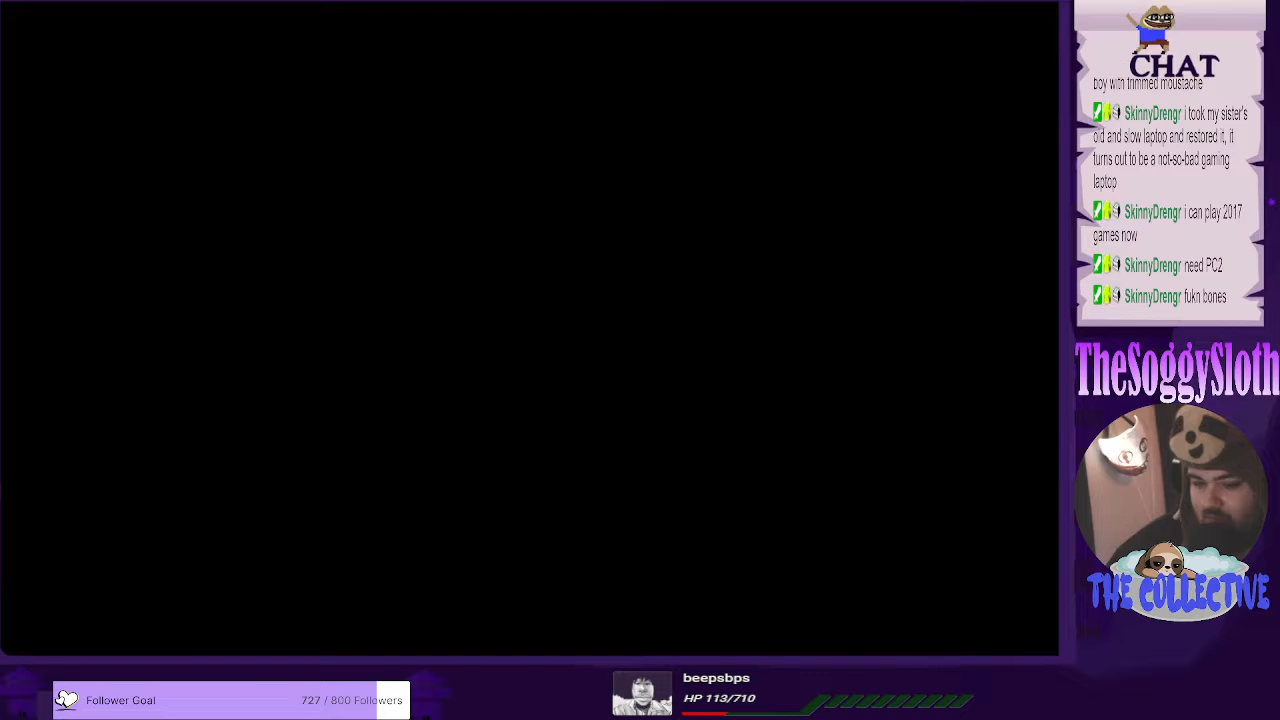 CHAT
boy with trimmed moustache
SkinnyDrengr i took my sister's
old and slow laptop and restored it, it
turns out to be a not-so-bad gaming
laptop
SkinnyDrengr i can play 2017
games now
SkinnyDrengr need PC2
SkinnyDrengr fukn bones
TheSoggySloth
THE COLLECTIVE
beepsbps
HP 113/710
Follower Goal 727 / 800 Followers